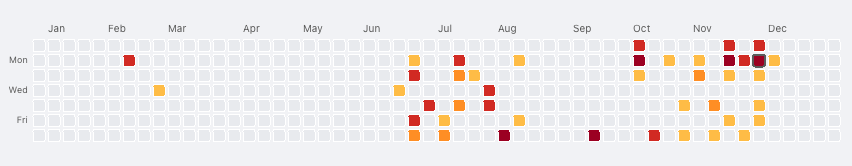 Jan Feb Mar Apr May Jun Jul Aug Sep Oct Nov Dec
Mon
Wed
Fri